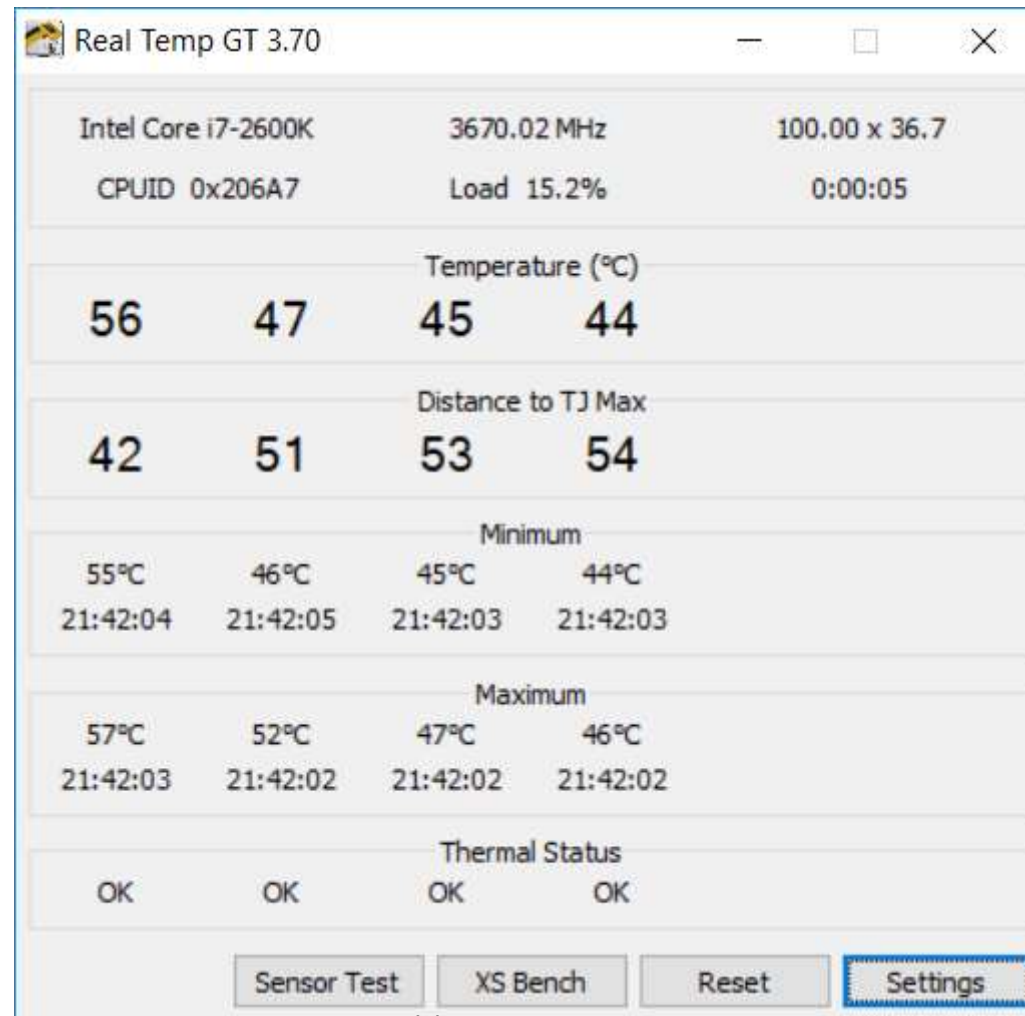 Real Temp GT 3.70
Intel Core i7-2600K 3670.02 MHz 100.00 x 36.7
CPUID 0x206A7 Load 15.2% 0:00:05
Temperature (°C)
56 47 45 44
Distance to TJ Max
42 51 53 54
Minimum
55°C 46°C 45°C 44°C
21:42:04 21:42:05 21:42:03 21:42:03
Maximum
57°C 52°C 47°C 46°C
21:42:03 21:42:02 21:42:02 21:42:02
Thermal Status
OK OK OK OK
Sensor Test XS Bench Reset Settings